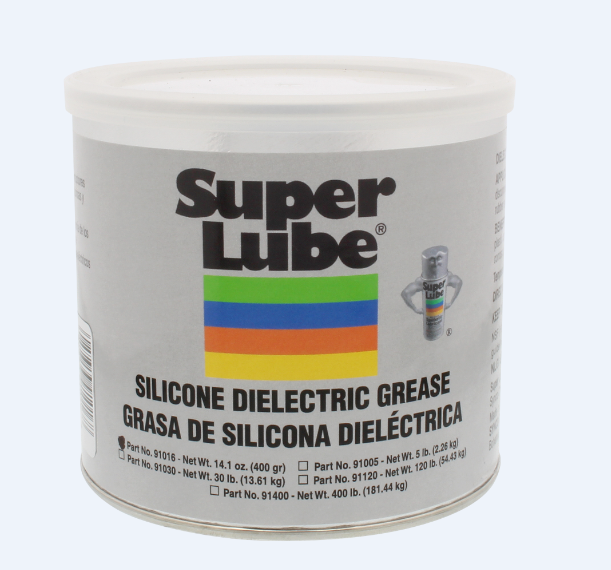 Super
Lube®
Super
Lube
®
SILICONE DIELECTRIC GREASE
GRASA DE SILICONA DIELÉCTRICA
Part No. 91016 - Net Wt. 14.1 oz. (400 gr)
Part No. 91005 - Net Wt. 5 lb. (2.26 kg)
Part No. 91030 - Net Wt. 30 lb. (13.61 kg)
Part No. 91120 - Net Wt. 120 lb. (54.43 kg)
Part No. 91400 - Net Wt. 400 lb. (181.44 kg)